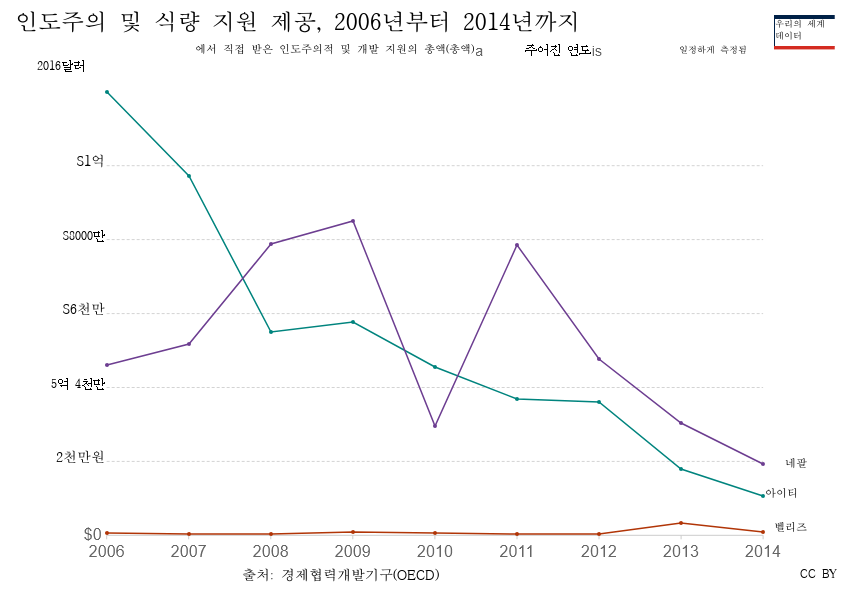 인도주의 및 식량 지원 제공, 2006년부터 2014년까지
우리의 세계
데이터
에서 직접 받은 인도주의적 및 개발 지원의 총액(총액)a 주어진 연도is 일정하게 측정됨
2016달러
S1억
S8000만
S6천만
5억 4천만
2천만원
$0
네팔
아이티
벨리즈
2006 2007 2008 2009 2010 2011 2012 2013 2014
출처: 경제협력개발기구(OECD)
CC BY